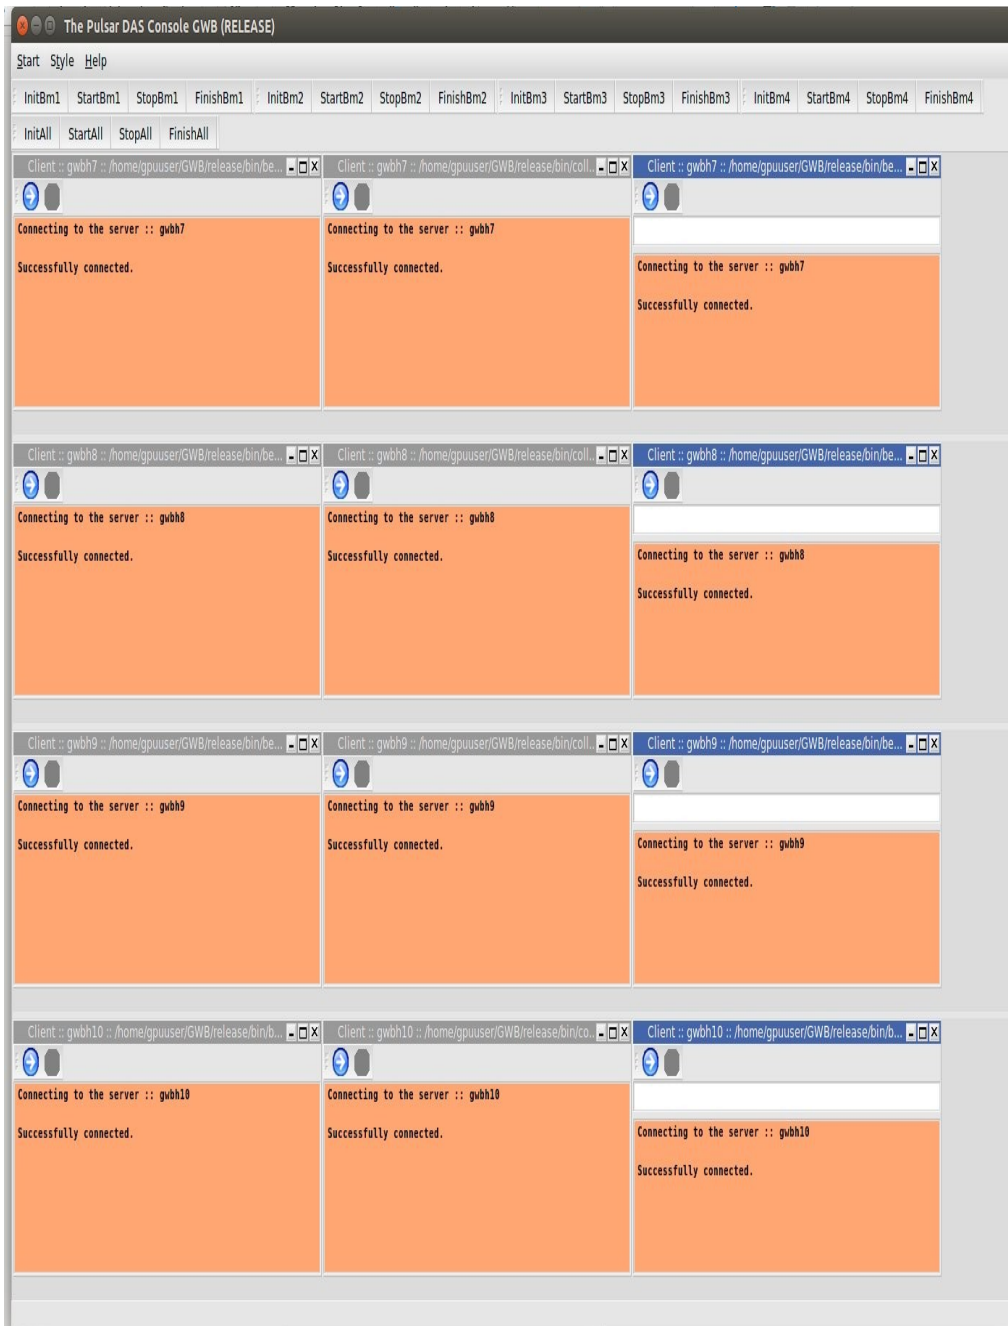 The Pulsar DAS Console GWB (RELEASE)
Start Style Help
InitBm1 StartBm1 StopBm1 FinishBm1 InitBm2 StartBm2 StopBm2 FinishBm2 InitBm3 StartBm3 StopBm3 FinishBm3 InitBm4 StartBm4 StopBm4 FinishBm4
InitAll StartAll StopAll FinishAll
Client :: gwbh7 :: /home/gpuuser/GWB/release/bin/be... Client :: gwbh7 :: /home/gpuuser/GWB/release/bin/coll... Client :: gwbh7 :: /home/gpuuser/GWB/release/bin/be...
Connecting to the server :: gwbh7 Connecting to the server :: gwbh7
Connecting to the server :: gwbh7
Successfully connected. Successfully connected.
Successfully connected.
Client :: gwbh8 :: /home/gpuuser/GWB/release/bin/be... Client :: gwbh8 :: /home/gpuuser/GWB/release/bin/coll... Client :: gwbh8 :: /home/gpuuser/GWB/release/bin/be...
Connecting to the server :: gwbh8 Connecting to the server :: gwbh8
Connecting to the server :: gwbh8
Successfully connected. Successfully connected.
Successfully connected.
Client :: gwbh9 :: /home/gpuuser/GWB/release/bin/be... Client :: gwbh9 :: /home/gpuuser/GWB/release/bin/coll... Client :: gwbh9 :: /home/gpuuser/GWB/release/bin/be...
Connecting to the server :: gwbh9 Connecting to the server :: gwbh9
Connecting to the server :: gwbh9
Successfully connected. Successfully connected.
Successfully connected.
Client :: gwbh10 :: /home/gpuuser/GWB/release/bin/b... Client :: gwbh10 :: /home/gpuuser/GWB/release/bin/co... Client :: gwbh10 :: /home/gpuuser/GWB/release/bin/b...
Connecting to the server :: gwbh10 Connecting to the server :: gwbh10
Connecting to the server :: gwbh10
Successfully connected. Successfully connected.
Successfully connected.